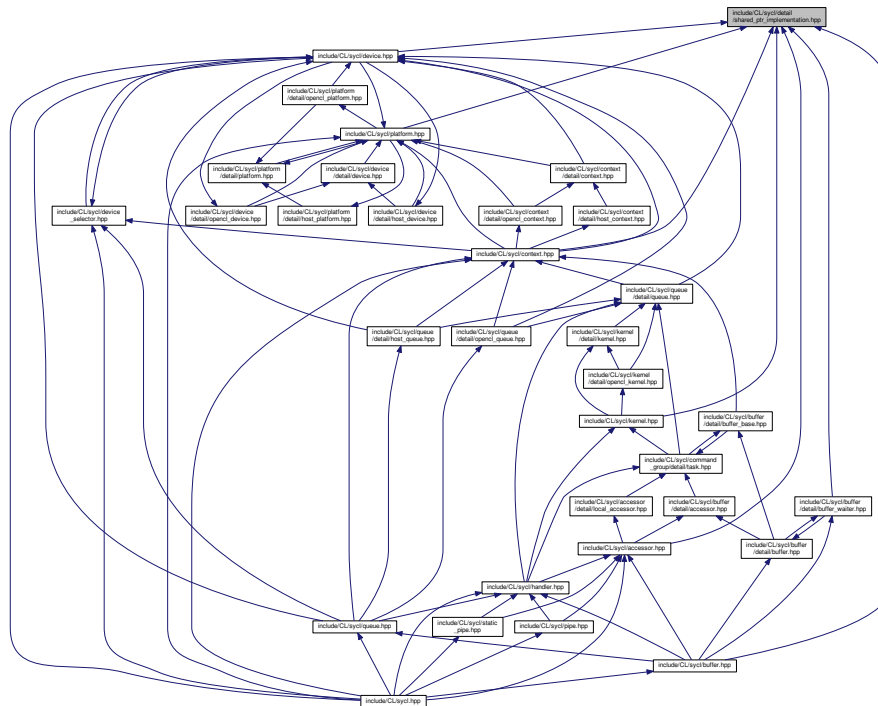 include/CL/sycl/detail
/shared_ptr_implementation.hpp
include/CL/sycl/device.hpp
include/CL/sycl/platform
/detail/opencl_platform.hpp
include/CL/sycl/platform.hpp
include/CL/sycl/platform
/detail/platform.hpp
include/CL/sycl/device
/detail/device.hpp
include/CL/sycl/context
/detail/context.hpp
include/CL/sycl/device
_selector.hpp
include/CL/sycl/device
/detail/opencl_device.hpp
include/CL/sycl/platform
/detail/host_platform.hpp
include/CL/sycl/device
/detail/host_device.hpp
include/CL/sycl/context
/detail/opencl_context.hpp
include/CL/sycl/context
/detail/host_context.hpp
include/CL/sycl/context.hpp
include/CL/sycl/queue
/detail/queue.hpp
include/CL/sycl/queue
/detail/host_queue.hpp
include/CL/sycl/queue
/detail/opencl_queue.hpp
include/CL/sycl/kernel
/detail/kernel.hpp
include/CL/sycl/kernel
/detail/opencl_kernel.hpp
include/CL/sycl/kernel.hpp
include/CL/sycl/buffer
/detail/buffer_base.hpp
include/CL/sycl/command
_group/detail/task.hpp
include/CL/sycl/accessor
/detail/local_accessor.hpp
include/CL/sycl/buffer
/detail/accessor.hpp
include/CL/sycl/buffer
/detail/buffer_waiter.hpp
include/CL/sycl/accessor.hpp
include/CL/sycl/buffer
/detail/buffer.hpp
include/CL/sycl/handler.hpp
include/CL/sycl/queue.hpp
include/CL/sycl/static
_pipe.hpp
include/CL/sycl/pipe.hpp
include/CL/sycl/buffer.hpp
include/CL/sycl.hpp